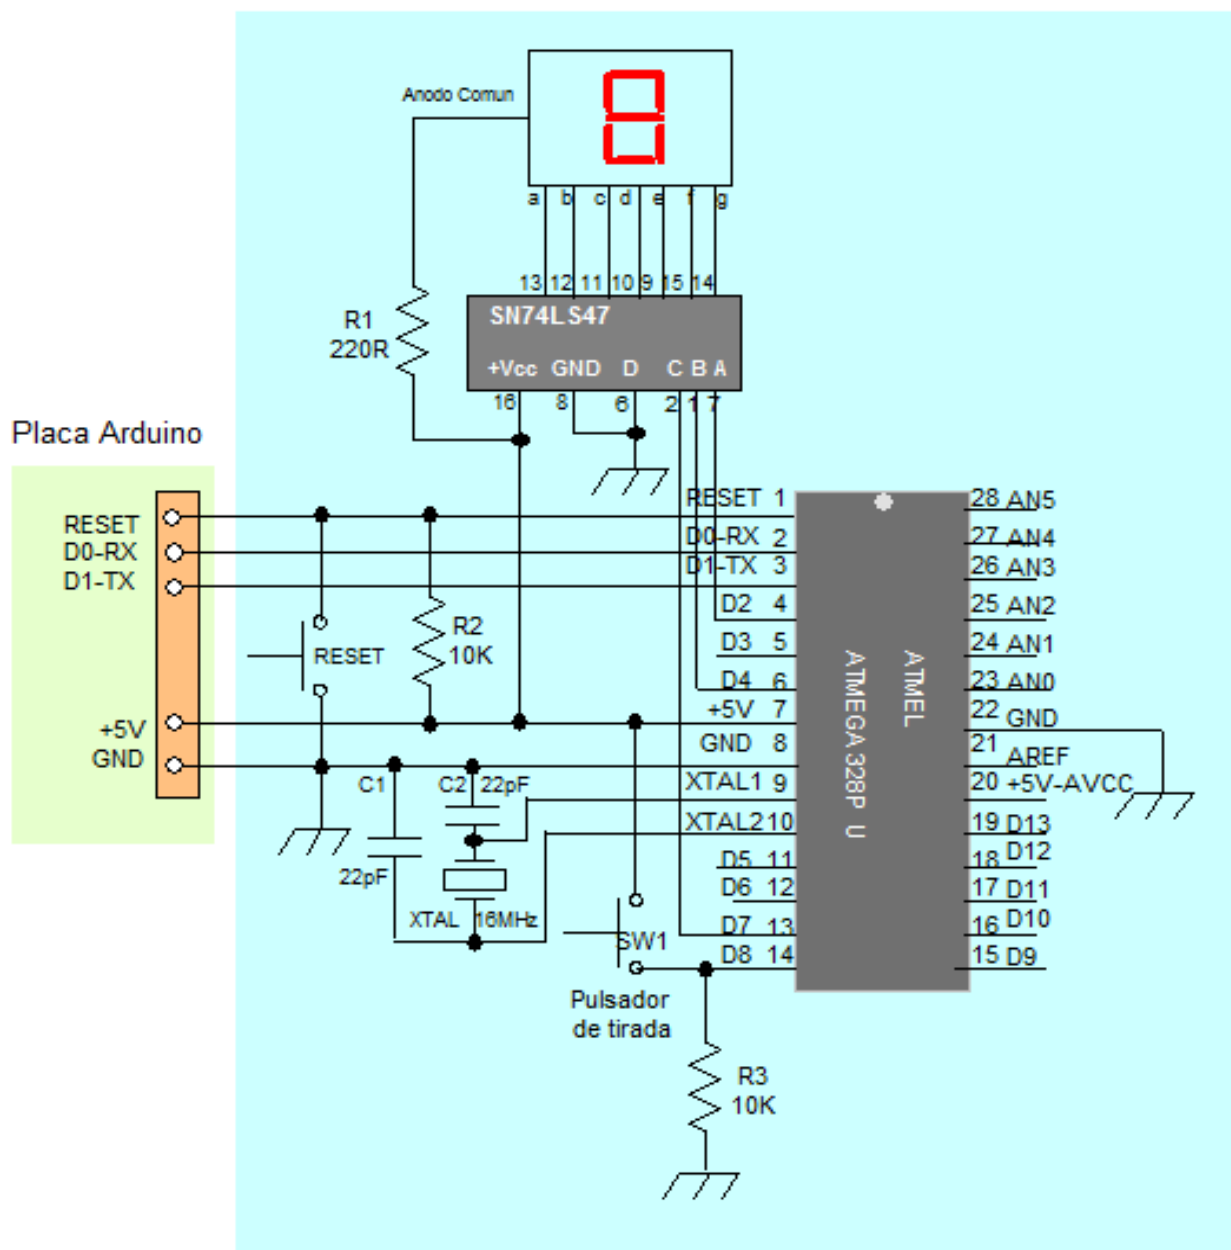 Anodo Comun
a b c d e f g
13 12 11 10 9 15 14
SN74LS47
+Vcc GND D C B A
16 8 6 2 1 7
R1
220R
Placa Arduino
RESET
D0-RX
D1-TX
+5V
GND
RESET
R2
10K
C1
22pF
C2 22pF
XTAL 16MHz
SW1
Pulsador
de tirada
R3
10K
RESET 1
D0-RX 2
D1-TX 3
D2 4
D3 5
D4 6
+5V 7
GND 8
XTAL1 9
XTAL2 10
D5 11
D6 12
D7 13
D8 14
ATMEL
ATMEGA328P U
28 AN5
27 AN4
26 AN3
25 AN2
24 AN1
23 AN0
22 GND
21 AREF
20 +5V-AVCC
19 D13
18 D12
17 D11
16 D10
15 D9